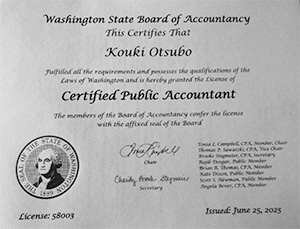 Washington State Board of Accountancy
This Certifies That
Kouki Otsubo
Fulfilled all the requirements and possesses the qualifications of the
Laws of Washington and is hereby granted the License of
Certified Public Accountant
The members of the Board of Accountancy confer the license
with the affixed seal of the Board
Chair
Secretary
Tonia L. Campbell, CPA, Member, Chair
Thomas P. Sawatzki, CPA, Vice Chair
Brooke Stegmeier, CPA, Secretary
Rajib Doogar, Public Member
Brian R. Thomas, CPA, Member
Kate Dixon, Public Member
Scott S. Newman, Public Member
Angela Bever, CPA, Member
THE SEAL OF THE STATE OF WASHINGTON
1889
License: 58003
Issued: June 25, 2025